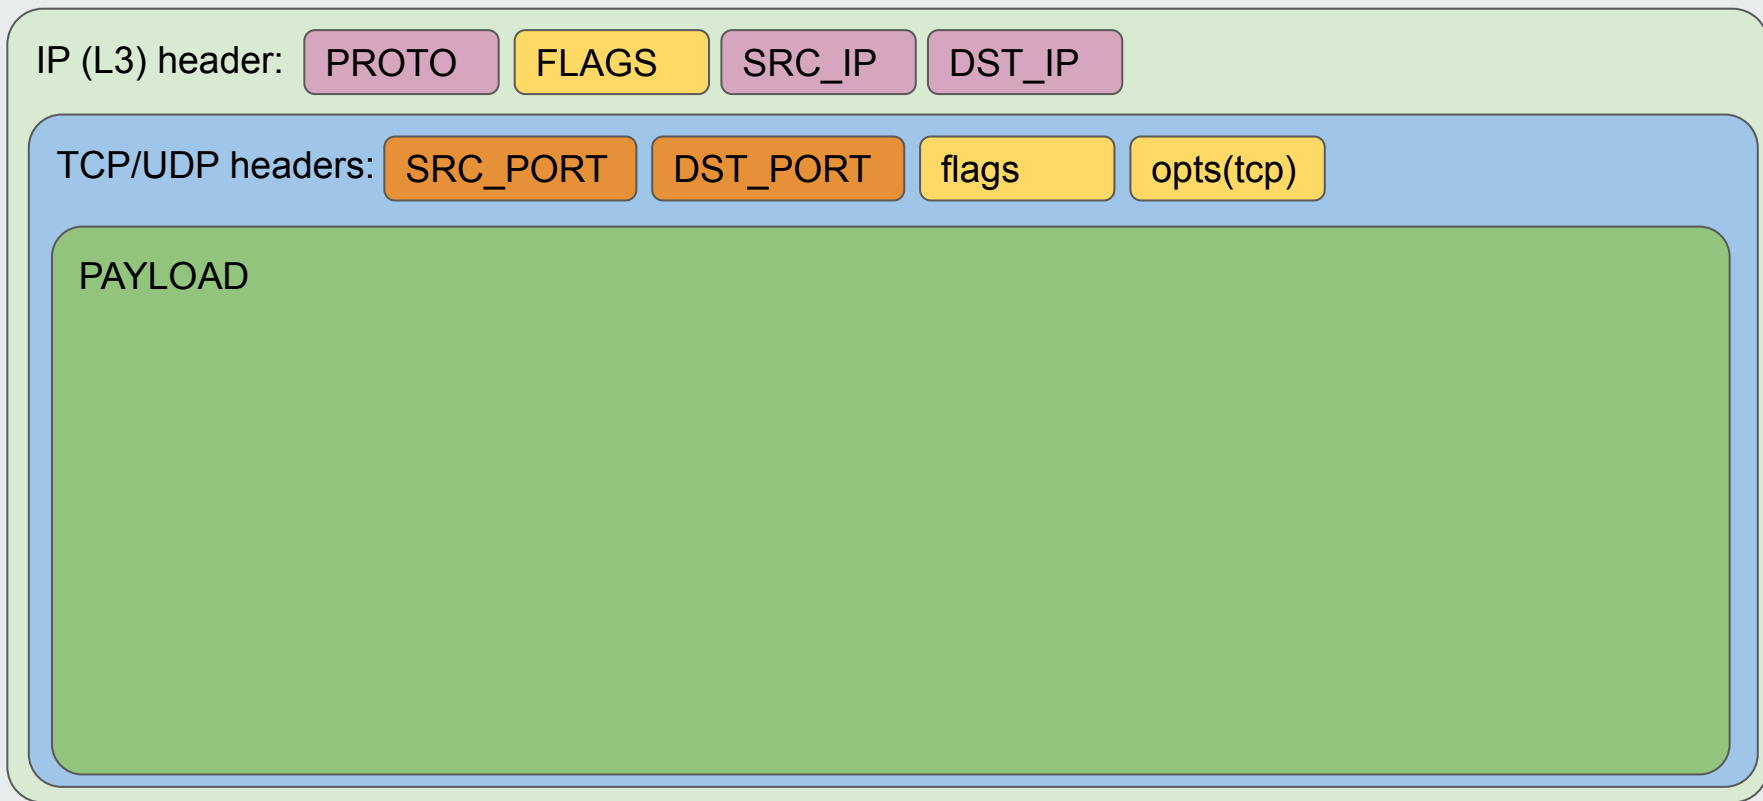 IP (L3) header: PROTO FLAGS SRC_IP DST_IP
TCP/UDP headers: SRC_PORT DST_PORT flags opts(tcp)
PAYLOAD